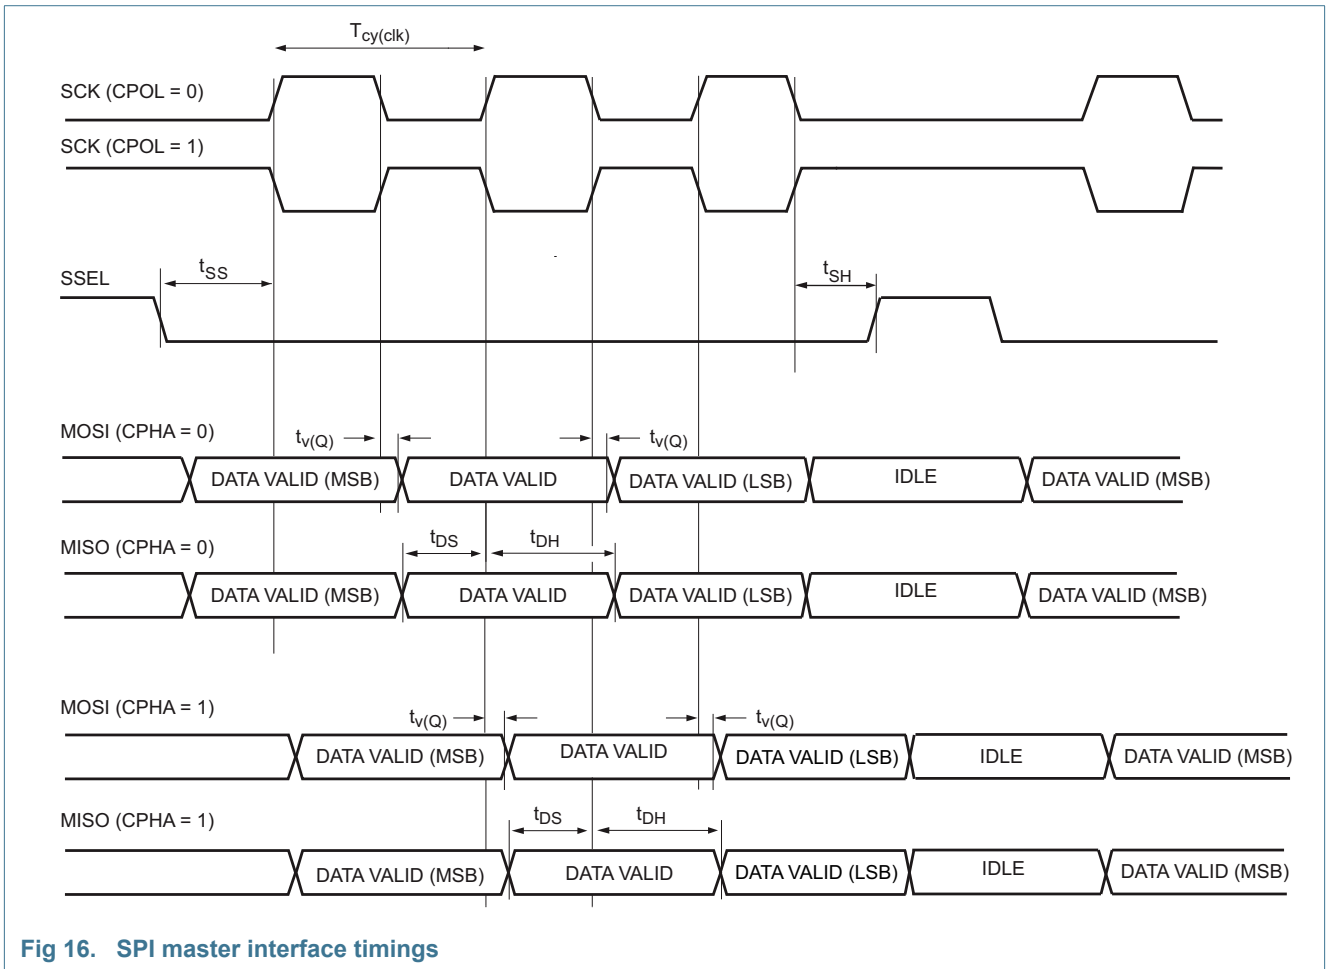 Tcy(clk)
SCK (CPOL = 0)
SCK (CPOL = 1)
SSEL
tSS
tSH
MOSI (CPHA = 0)
tv(Q)
tv(Q)
DATA VALID (MSB)
DATA VALID
DATA VALID (LSB)
IDLE
DATA VALID (MSB)
MISO (CPHA = 0)
tDS
tDH
DATA VALID (MSB)
DATA VALID
DATA VALID (LSB)
IDLE
DATA VALID (MSB)
MOSI (CPHA = 1)
tv(Q)
tv(Q)
DATA VALID (MSB)
DATA VALID
DATA VALID (LSB)
IDLE
DATA VALID (MSB)
MISO (CPHA = 1)
tDS
tDH
DATA VALID (MSB)
DATA VALID
DATA VALID (LSB)
IDLE
DATA VALID (MSB)
Fig 16. SPI master interface timings